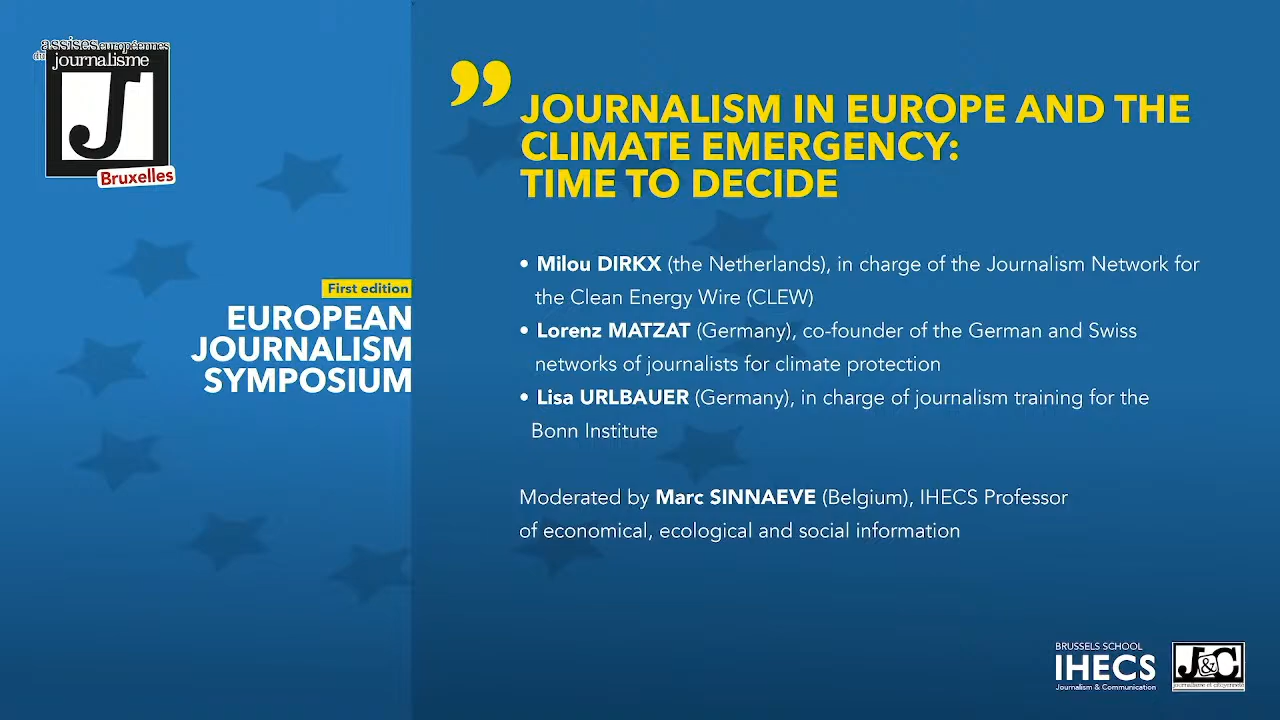 assises européennes
du journalisme
J
Bruxelles
First edition
EUROPEAN
JOURNALISM
SYMPOSIUM
” JOURNALISM IN EUROPE AND THE
CLIMATE EMERGENCY:
TIME TO DECIDE
• Milou DIRKX (the Netherlands), in charge of the Journalism Network for
the Clean Energy Wire (CLEW)
• Lorenz MATZAT (Germany), co-founder of the German and Swiss
networks of journalists for climate protection
• Lisa URLBAUER (Germany), in charge of journalism training for the
Bonn Institute
Moderated by Marc SINNAEVE (Belgium), IHECS Professor
of economical, ecological and social information
BRUSSELS SCHOOL
IHECS
Journalism & Communication
J&C
journalisme et citoyenneté